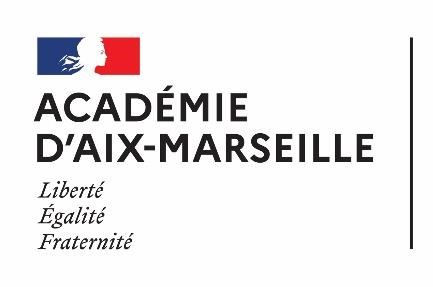 ACADÉMIE
D'AIX-MARSEILLE
Liberté
Égalité
Fraternité